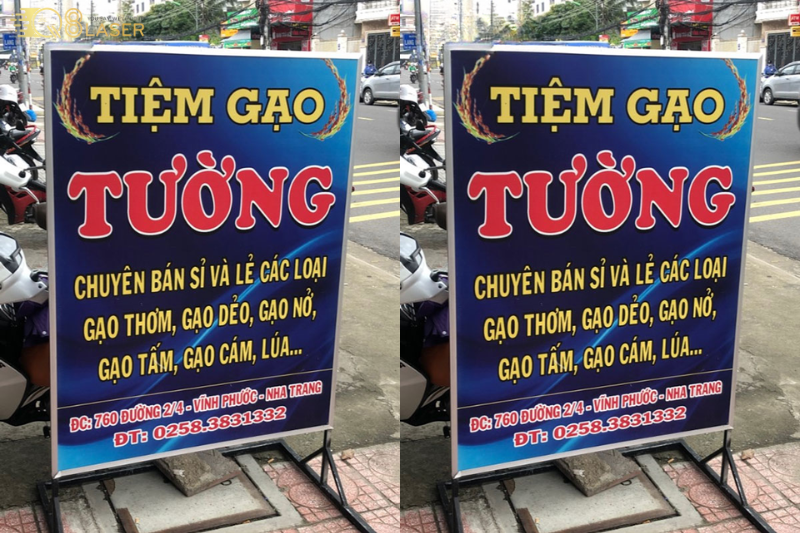 LASER
TIỆM GẠO
TƯỜNG
CHUYÊN BÁN SỈ VÀ LẺ CÁC LOẠI
GẠO THƠM, GẠO DẺO, GẠO NỞ,
GẠO TẤM, GẠO CÁM, LÚA...
ĐC: 760 ĐƯỜNG 2/4 - VĨNH PHƯỚC - NHA TRANG
ĐT: 0258.3831332
TIỆM GẠO
TƯỜNG
CHUYÊN BÁN SỈ VÀ LẺ CÁC LOẠI
GẠO THƠM, GẠO DẺO, GẠO NỞ,
GẠO TẤM, GẠO CÁM, LÚA...
ĐC: 760 ĐƯỜNG 2/4 - VĨNH PHƯỚC - NHA TRANG
ĐT: 0258.3831332